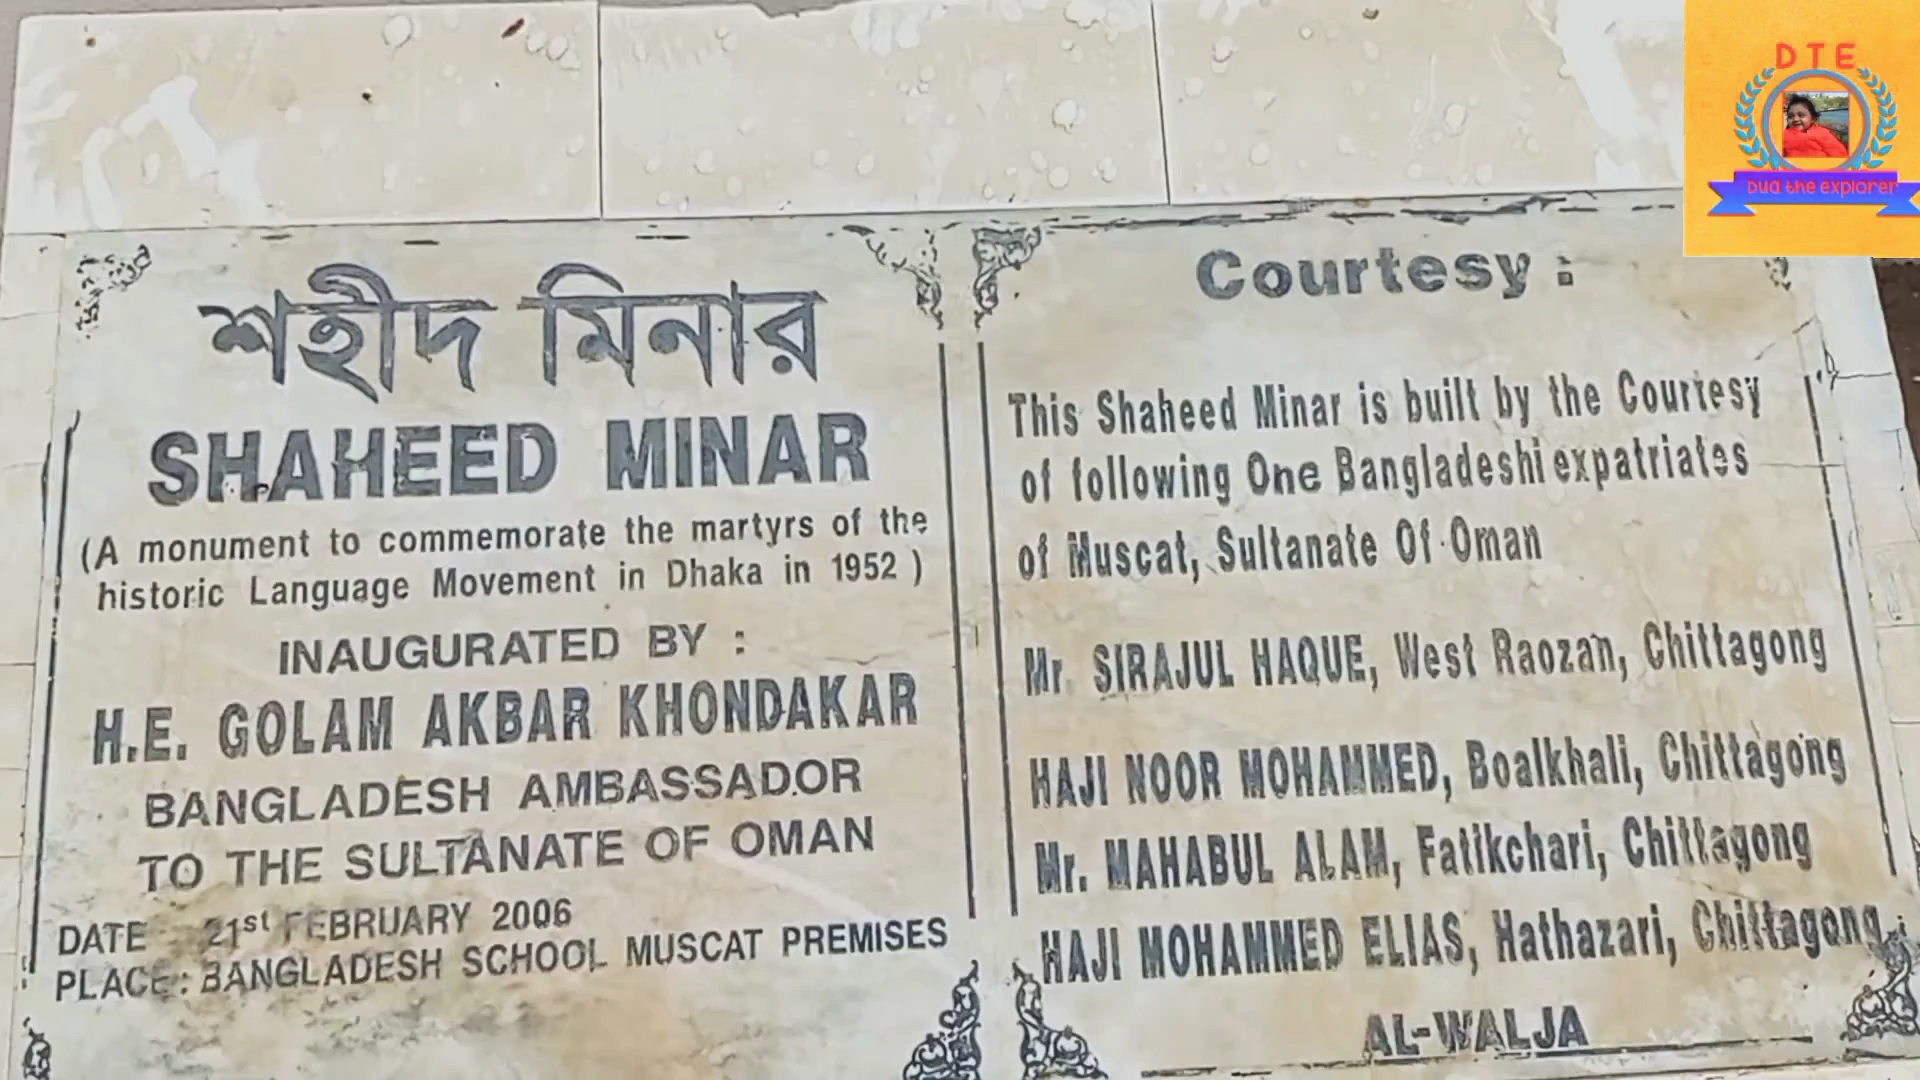 শহীদ মিনার
SHAHEED MINAR
(A monument to commemorate the martyrs of the
historic Language Movement in Dhaka in 1952 )
INAUGURATED BY :
H.E. GOLAM AKBAR KHONDAKAR
BANGLADESH AMBASSADOR
TO THE SULTANATE OF OMAN
DATE : 21st FEBRUARY 2006
PLACE : BANGLADESH SCHOOL MUSCAT PREMISES
Courtesy :
This Shaheed Minar is built by the Courtesy
of following One Bangladeshi expatriates
of Muscat, Sultanate Of Oman
Mr. SIRAJUL HAQUE, West Raozan, Chittagong
HAJI NOOR MOHAMMED, Boalkhali, Chittagong
Mr. MAHABUL ALAM, Fatikchari, Chittagong
HAJI MOHAMMED ELIAS, Hathazari, Chittagong
AL-WALJA
DTE
Dua the explorer